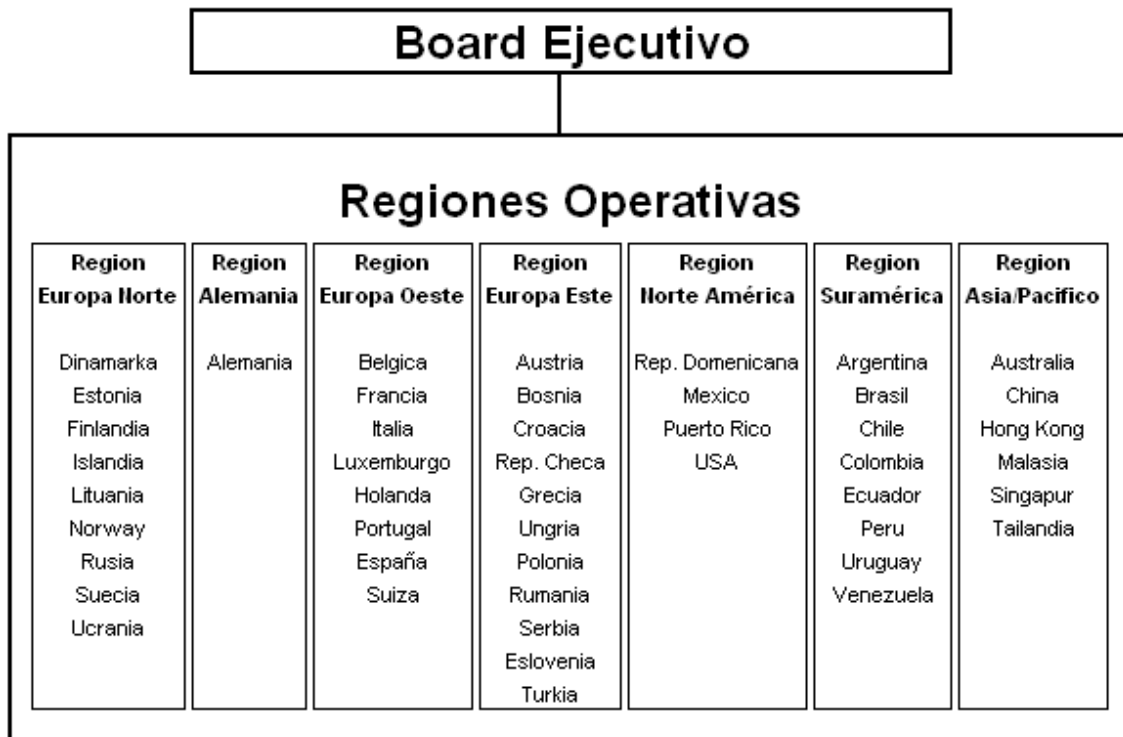 Board Ejecutivo
Regiones Operativas
Region
Europa Norte
Dinamarka
Estonia
Finlandia
Islandia
Lituania
Norway
Rusia
Suecia
Ucrania
Region
Alemania
Alemania
Region
Europa Oeste
Belgica
Francia
Italia
Luxemburgo
Holanda
Portugal
España
Suiza
Region
Europa Este
Austria
Bosnia
Croacia
Rep. Checa
Grecia
Ungria
Polonia
Rumania
Serbia
Eslovenia
Turkia
Region
Norte América
Rep. Domenicana
Mexico
Puerto Rico
USA
Region
Suramérica
Argentina
Brasil
Chile
Colombia
Ecuador
Peru
Uruguay
Venezuela
Region
Asia/Pacifico
Australia
China
Hong Kong
Malasia
Singapur
Tailandia